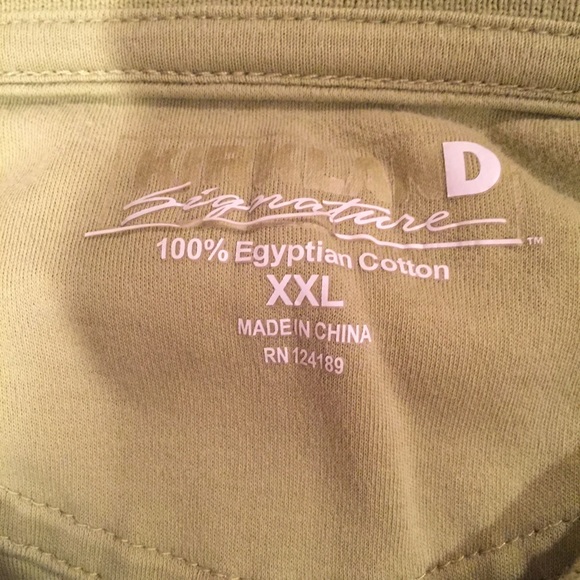 D
Signature™
100% Egyptian Cotton
XXL
MADE IN CHINA
RN 124189